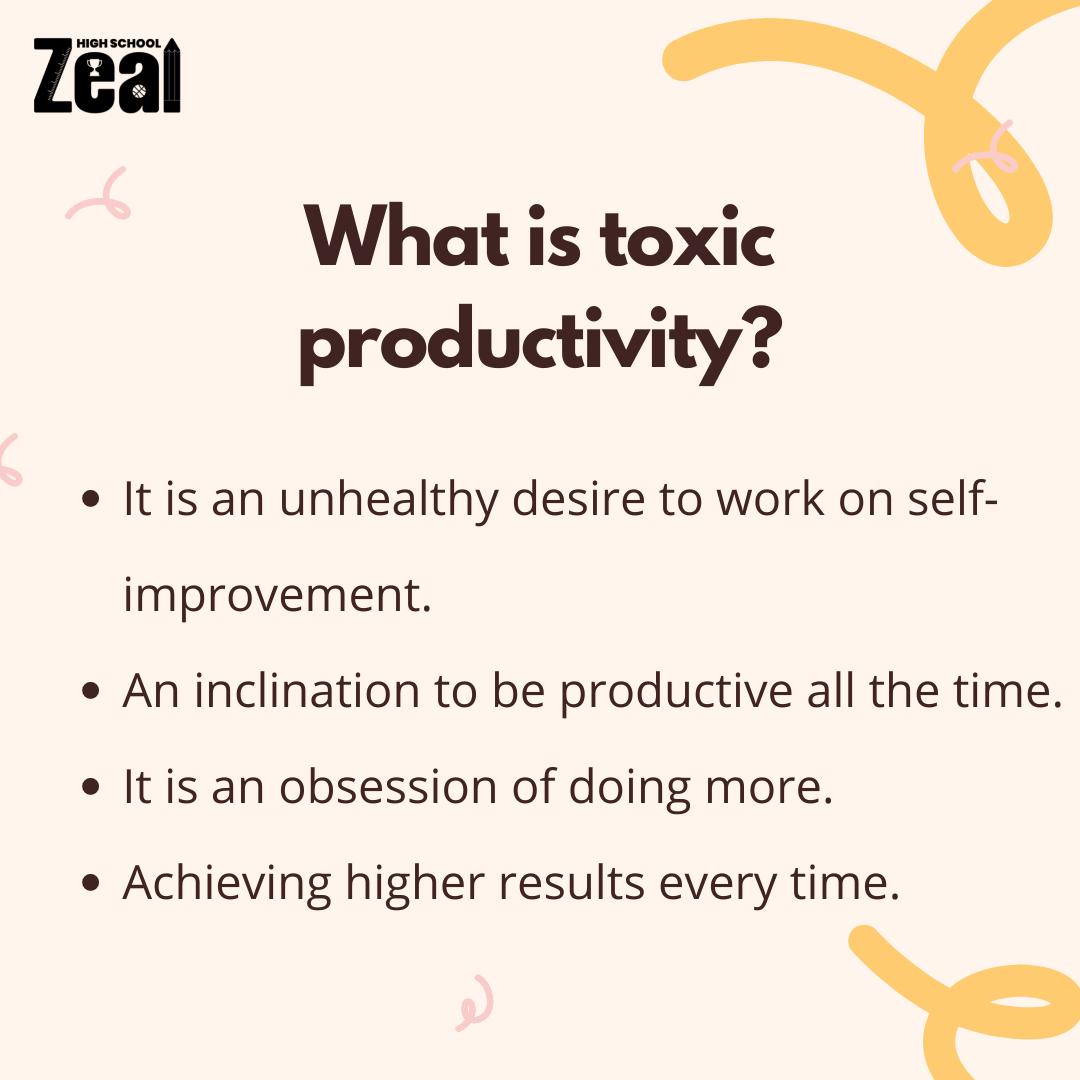 HIGH SCHOOL
Zeal
What is toxic
productivity?
• It is an unhealthy desire to work on self-
improvement.
• An inclination to be productive all the time.
• It is an obsession of doing more.
• Achieving higher results every time.